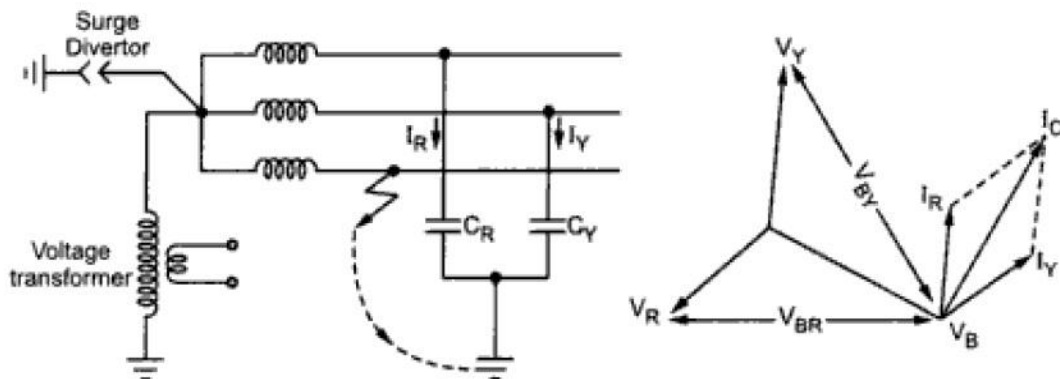 Surge
Divertor
I_R
I_Y
C_R
C_Y
Voltage
transformer
V_Y
V_BY
I_C
I_R
I_Y
V_R
V_BR
V_B